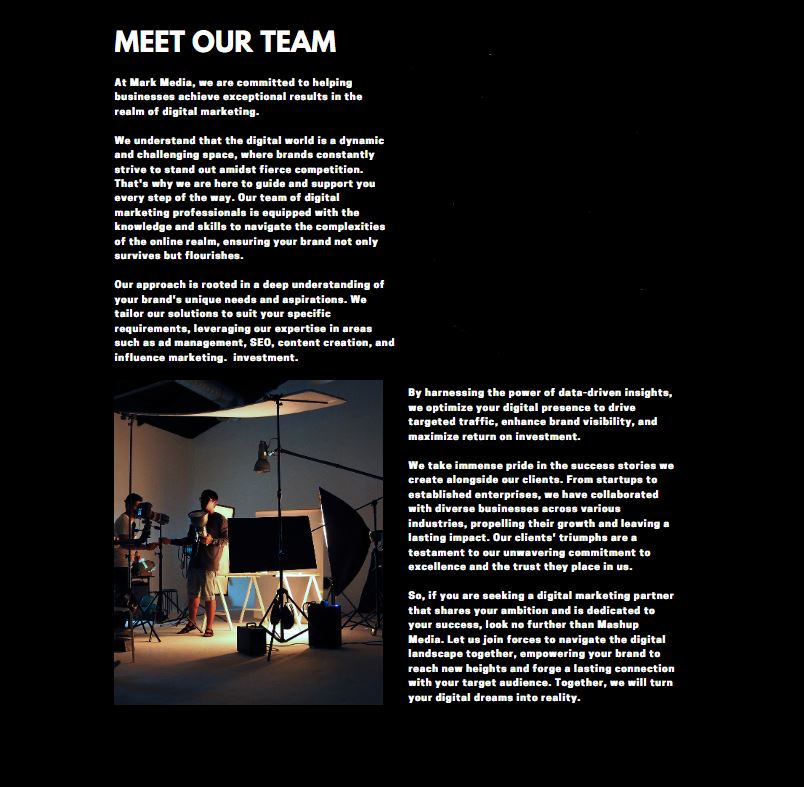 MEET OUR TEAM
At Mark Media, we are committed to helping
businesses achieve exceptional results in the
realm of digital marketing.
We understand that the digital world is a dynamic
and challenging space, where brands constantly
strive to stand out amidst fierce competition.
That's why we are here to guide and support you
every step of the way. Our team of digital
marketing professionals is equipped with the
knowledge and skills to navigate the complexities
of the online realm, ensuring your brand not only
survives but flourishes.
Our approach is rooted in a deep understanding of
your brand's unique needs and aspirations. We
tailor our solutions to suit your specific
requirements, leveraging our expertise in areas
such as ad management, SEO, content creation, and
influence marketing.  investment.
By harnessing the power of data-driven insights,
we optimize your digital presence to drive
targeted traffic, enhance brand visibility, and
maximize return on investment.
We take immense pride in the success stories we
create alongside our clients. From startups to
established enterprises, we have collaborated
with diverse businesses across various
industries, propelling their growth and leaving a
lasting impact. Our clients' triumphs are a
testament to our unwavering commitment to
excellence and the trust they place in us.
So, if you are seeking a digital marketing partner
that shares your ambition and is dedicated to
your success, look no further than Mashup
Media. Let us join forces to navigate the digital
landscape together, empowering your brand to
reach new heights and forge a lasting connection
with your target audience. Together, we will turn
your digital dreams into reality.